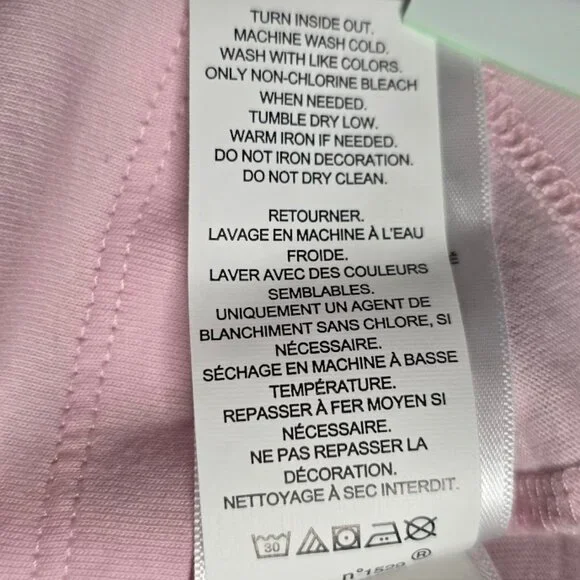 TURN INSIDE OUT.
MACHINE WASH COLD.
WASH WITH LIKE COLORS.
ONLY NON-CHLORINE BLEACH
WHEN NEEDED.
TUMBLE DRY LOW.
WARM IRON IF NEEDED.
DO NOT IRON DECORATION.
DO NOT DRY CLEAN.
RETOURNER.
LAVAGE EN MACHINE À L'EAU
FROIDE.
LAVER AVEC DES COULEURS
SEMBLABLES.
UNIQUEMENT UN AGENT DE
BLANCHIMENT SANS CHLORE, SI
NÉCESSAIRE.
SÉCHAGE EN MACHINE À BASSE
TEMPÉRATURE.
REPASSER À FER MOYEN SI
NÉCESSAIRE.
NE PAS REPASSER LA
DÉCORATION.
NETTOYAGE À SEC INTERDIT.
30
n°1529 ®